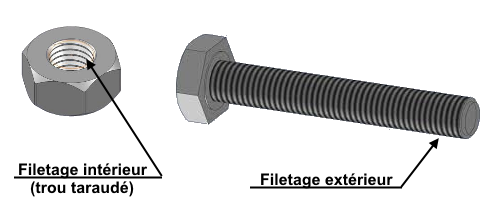 Filetage intérieur
(trou taraudé)
Filetage extérieur